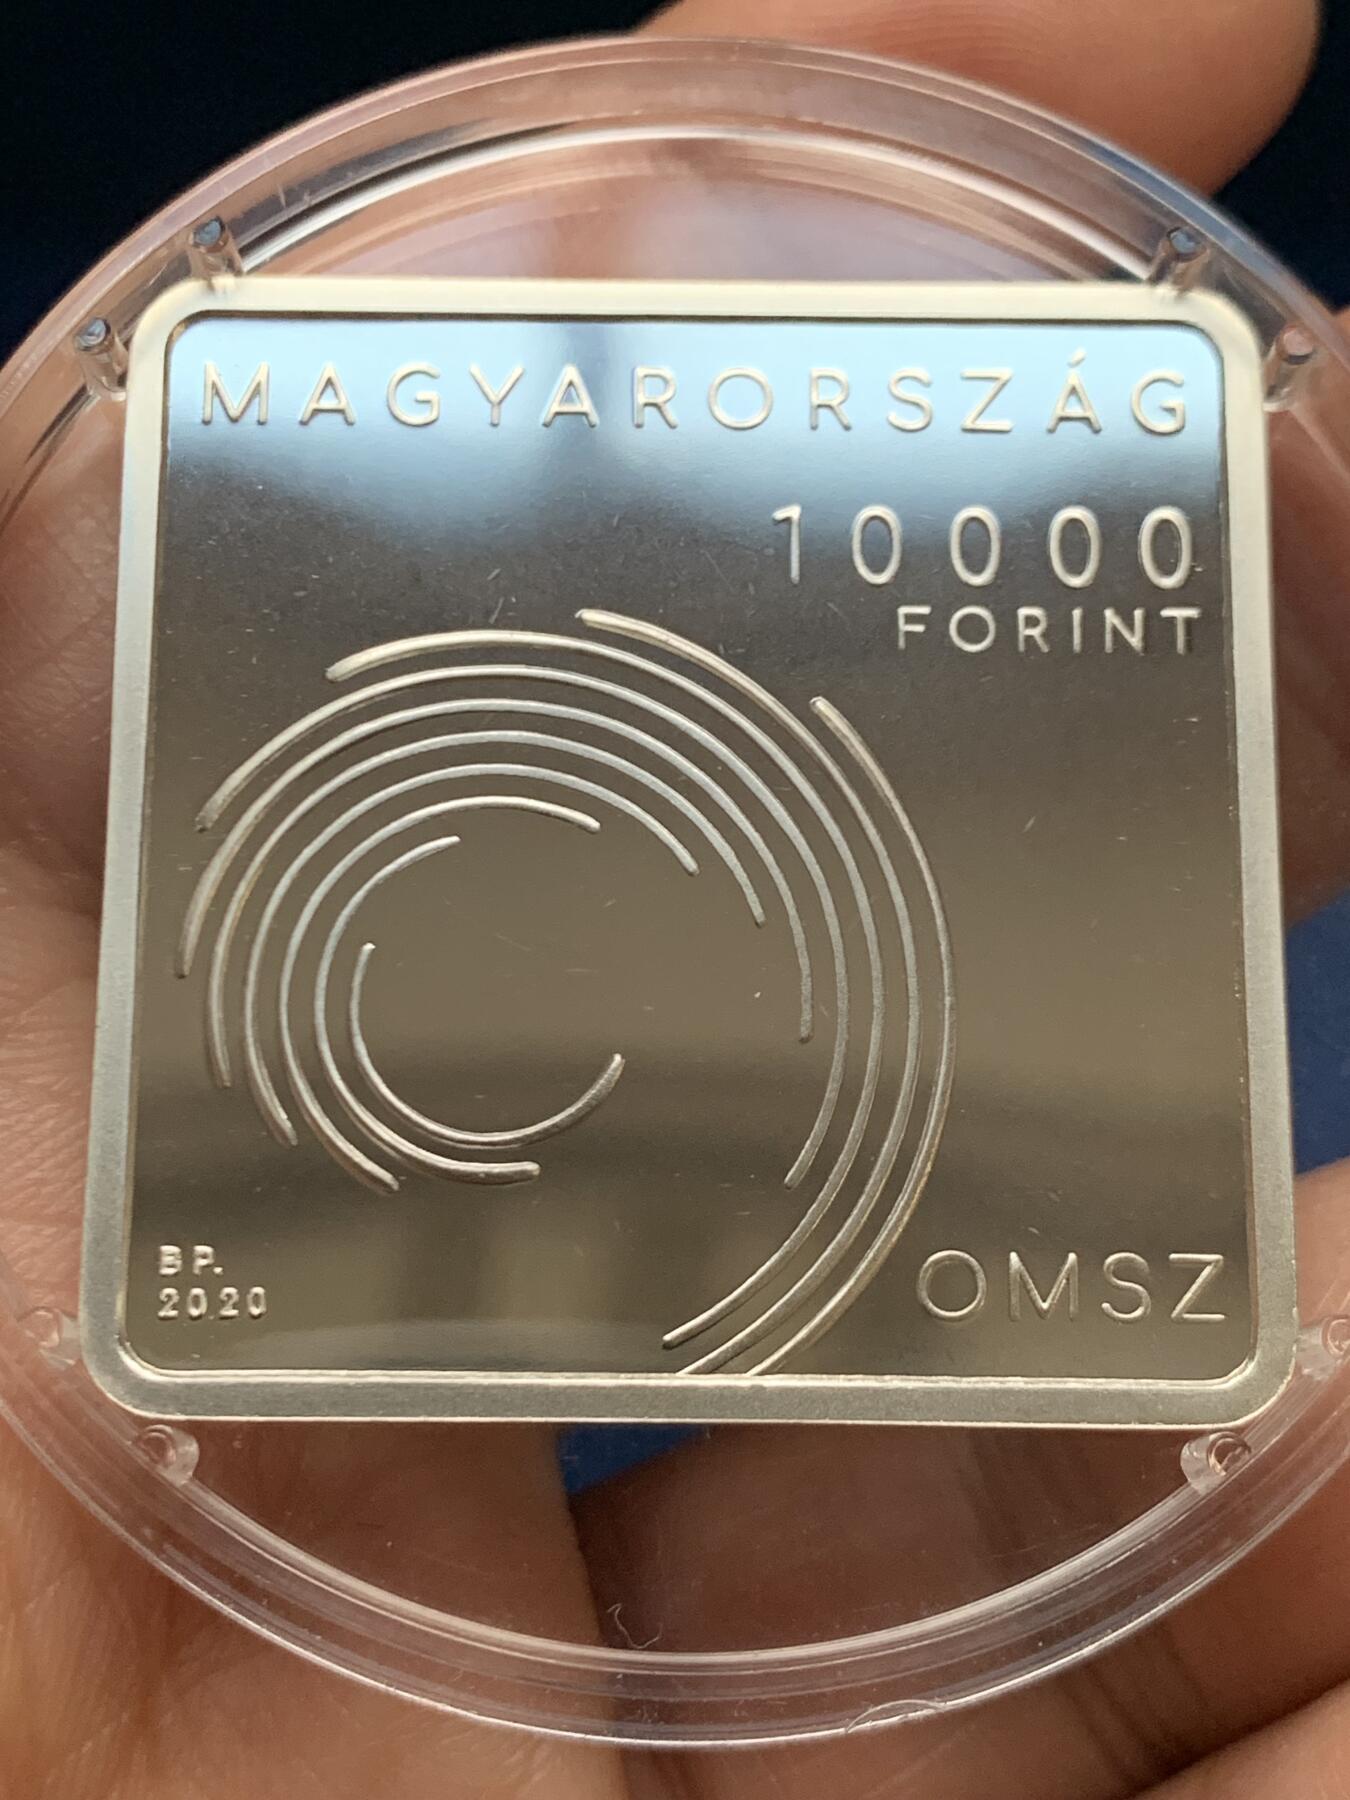 MAGYARORSZÁG
10000
FORINT
BP.
2020
OMSZ